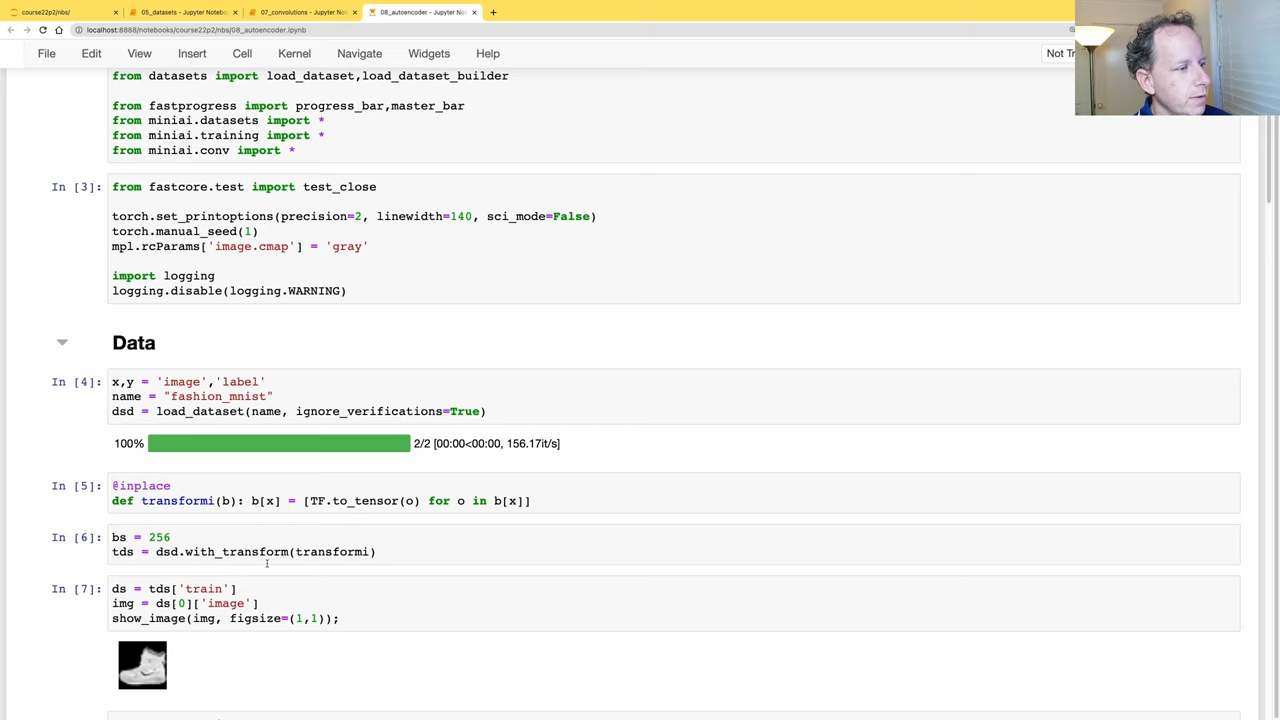 course22p2/nbs/
05_datasets - Jupyter Noteboo
07_convolutions - Jupyter Note
08_autoencoder - Jupyter Note
localhost:8888/notebooks/course22p2/nbs/08_autoencoder.ipynb
File Edit View Insert Cell Kernel Navigate Widgets Help
Not Tr
from datasets import load_dataset,load_dataset_builder
from fastprogress import progress_bar,master_bar
from miniai.datasets import *
from miniai.training import *
from miniai.conv import *
In [3]: from fastcore.test import test_close
torch.set_printoptions(precision=2, linewidth=140, sci_mode=False)
torch.manual_seed(1)
mpl.rcParams['image.cmap'] = 'gray'
import logging
logging.disable(logging.WARNING)
Data
In [4]: x,y = 'image','label'
name = "fashion_mnist"
dsd = load_dataset(name, ignore_verifications=True)
100% 2/2 [00:00<00:00, 156.17it/s]
In [5]: @inplace
def transformi(b): b[x] = [TF.to_tensor(o) for o in b[x]]
In [6]: bs = 256
tds = dsd.with_transform(transformi)
In [7]: ds = tds['train']
img = ds[0]['image']
show_image(img, figsize=(1,1));